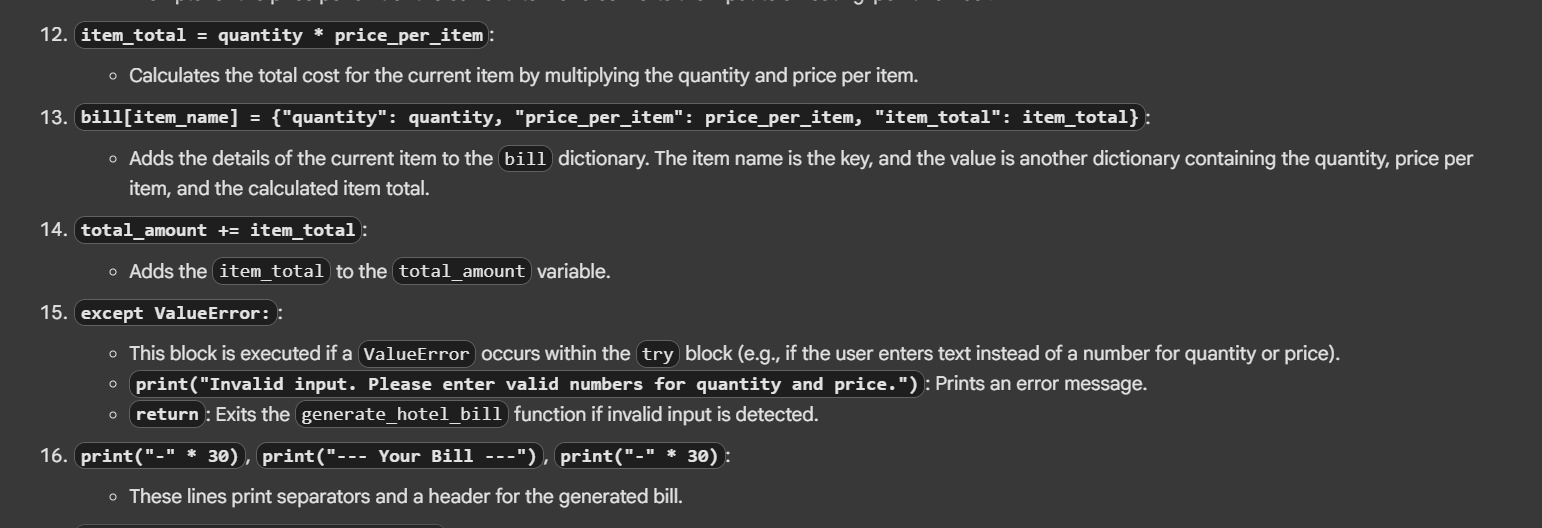 12. item_total = quantity * price_per_item:
Calculates the total cost for the current item by multiplying the quantity and price per item.
13. bill[item_name] = {"quantity": quantity, "price_per_item": price_per_item, "item_total": item_total}:
Adds the details of the current item to the bill dictionary. The item name is the key, and the value is another dictionary containing the quantity, price per
item, and the calculated item total.
14. total_amount += item_total:
Adds the item_total to the total_amount variable.
15. except ValueError::
This block is executed if a ValueError occurs within the try block (e.g., if the user enters text instead of a number for quantity or price).
print("Invalid input. Please enter valid numbers for quantity and price."): Prints an error message.
return: Exits the generate_hotel_bill function if invalid input is detected.
16. print("-" * 30), print("--- Your Bill ---"), print("-" * 30):
These lines print separators and a header for the generated bill.